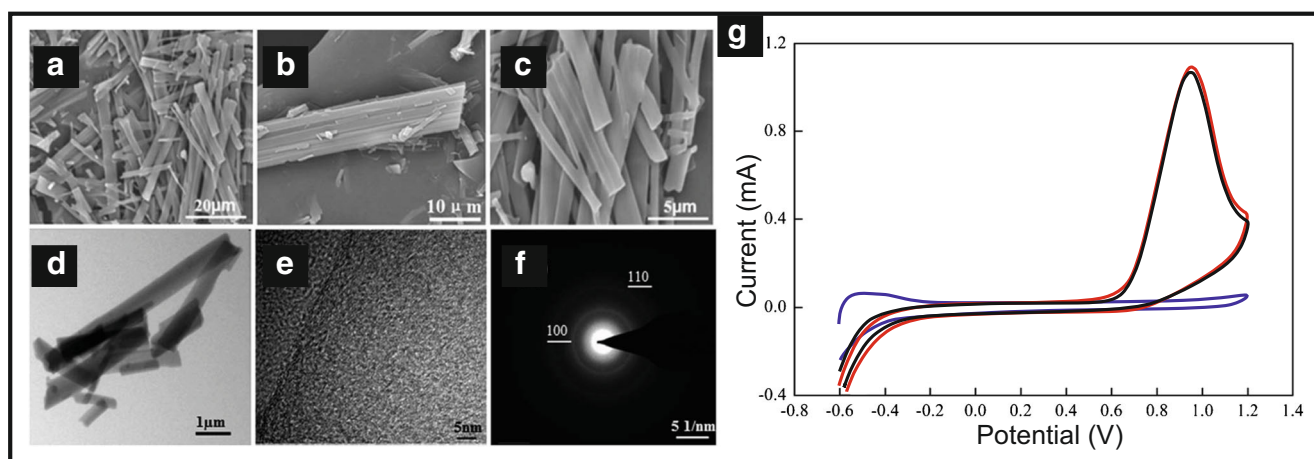 a
20μm
b
10 μ m
c
5μm
d
1μm
e
5nm
f
110
100
5 1/nm
g
1.2
0.8
0.4
0.0
-0.4
Current (mA)
-0.8 -0.6 -0.4 -0.2 0.0 0.2 0.4 0.6 0.8 1.0 1.2 1.4
Potential (V)